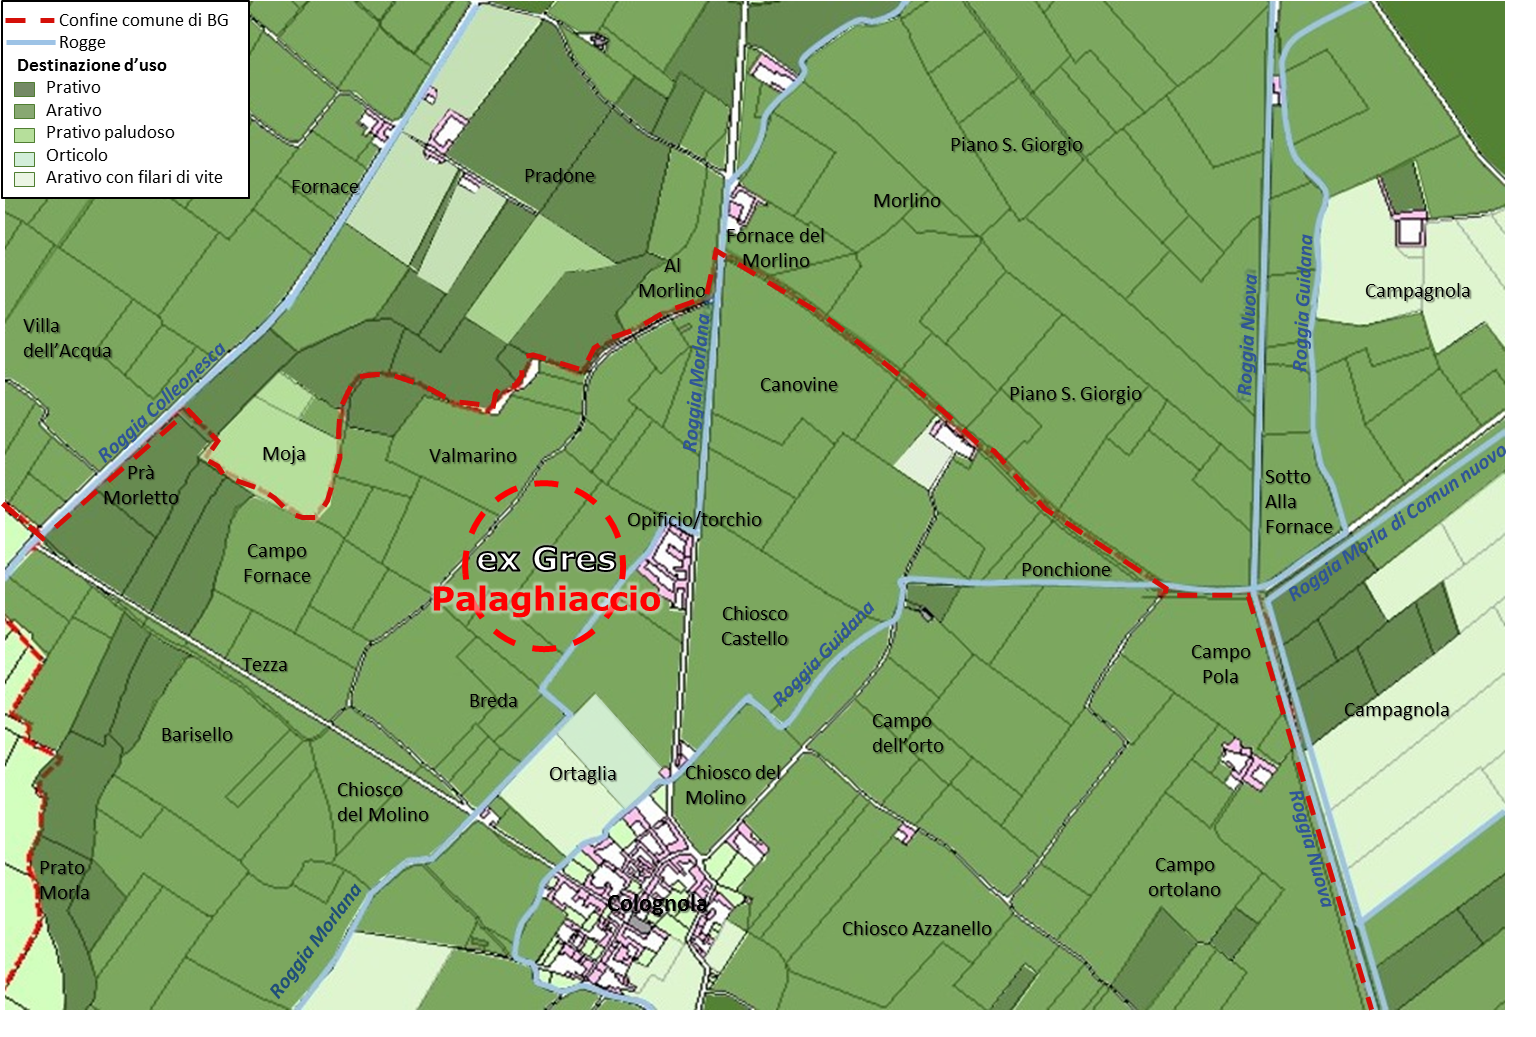 Confine comune di BG
Rogge
Destinazione d'uso
Prativo
Arativo
Prativo paludoso
Orticolo
Arativo con filari di vite
Piano S. Giorgio
Pradone
Fornace
Morlino
Fornace del
Morlino
Al
Morlino
Campagnola
Villa
dell'Acqua
Roggia Colleonesca
Roggia Morlana
Roggia Nuova
Roggia Guidana
Canovine
Piano S. Giorgio
Moja
Valmarino
Prà
Morletto
Sotto
Alla
Fornace
Roggia Morla di Comun nuovo
Opificio/torchio
Campo
Fornace
ex Gres
Palaghiaccio
Ponchione
Chiosco
Castello
Roggia Guidana
Tezza
Campo
Pola
Breda
Campagnola
Barisello
Campo
dell'orto
Ortaglia
Chiosco del
Molino
Chiosco
del Molino
Roggia Nuova
Prato
Morla
Campo
ortolano
Colognola
Roggia Morlana
Chiosco Azzanello